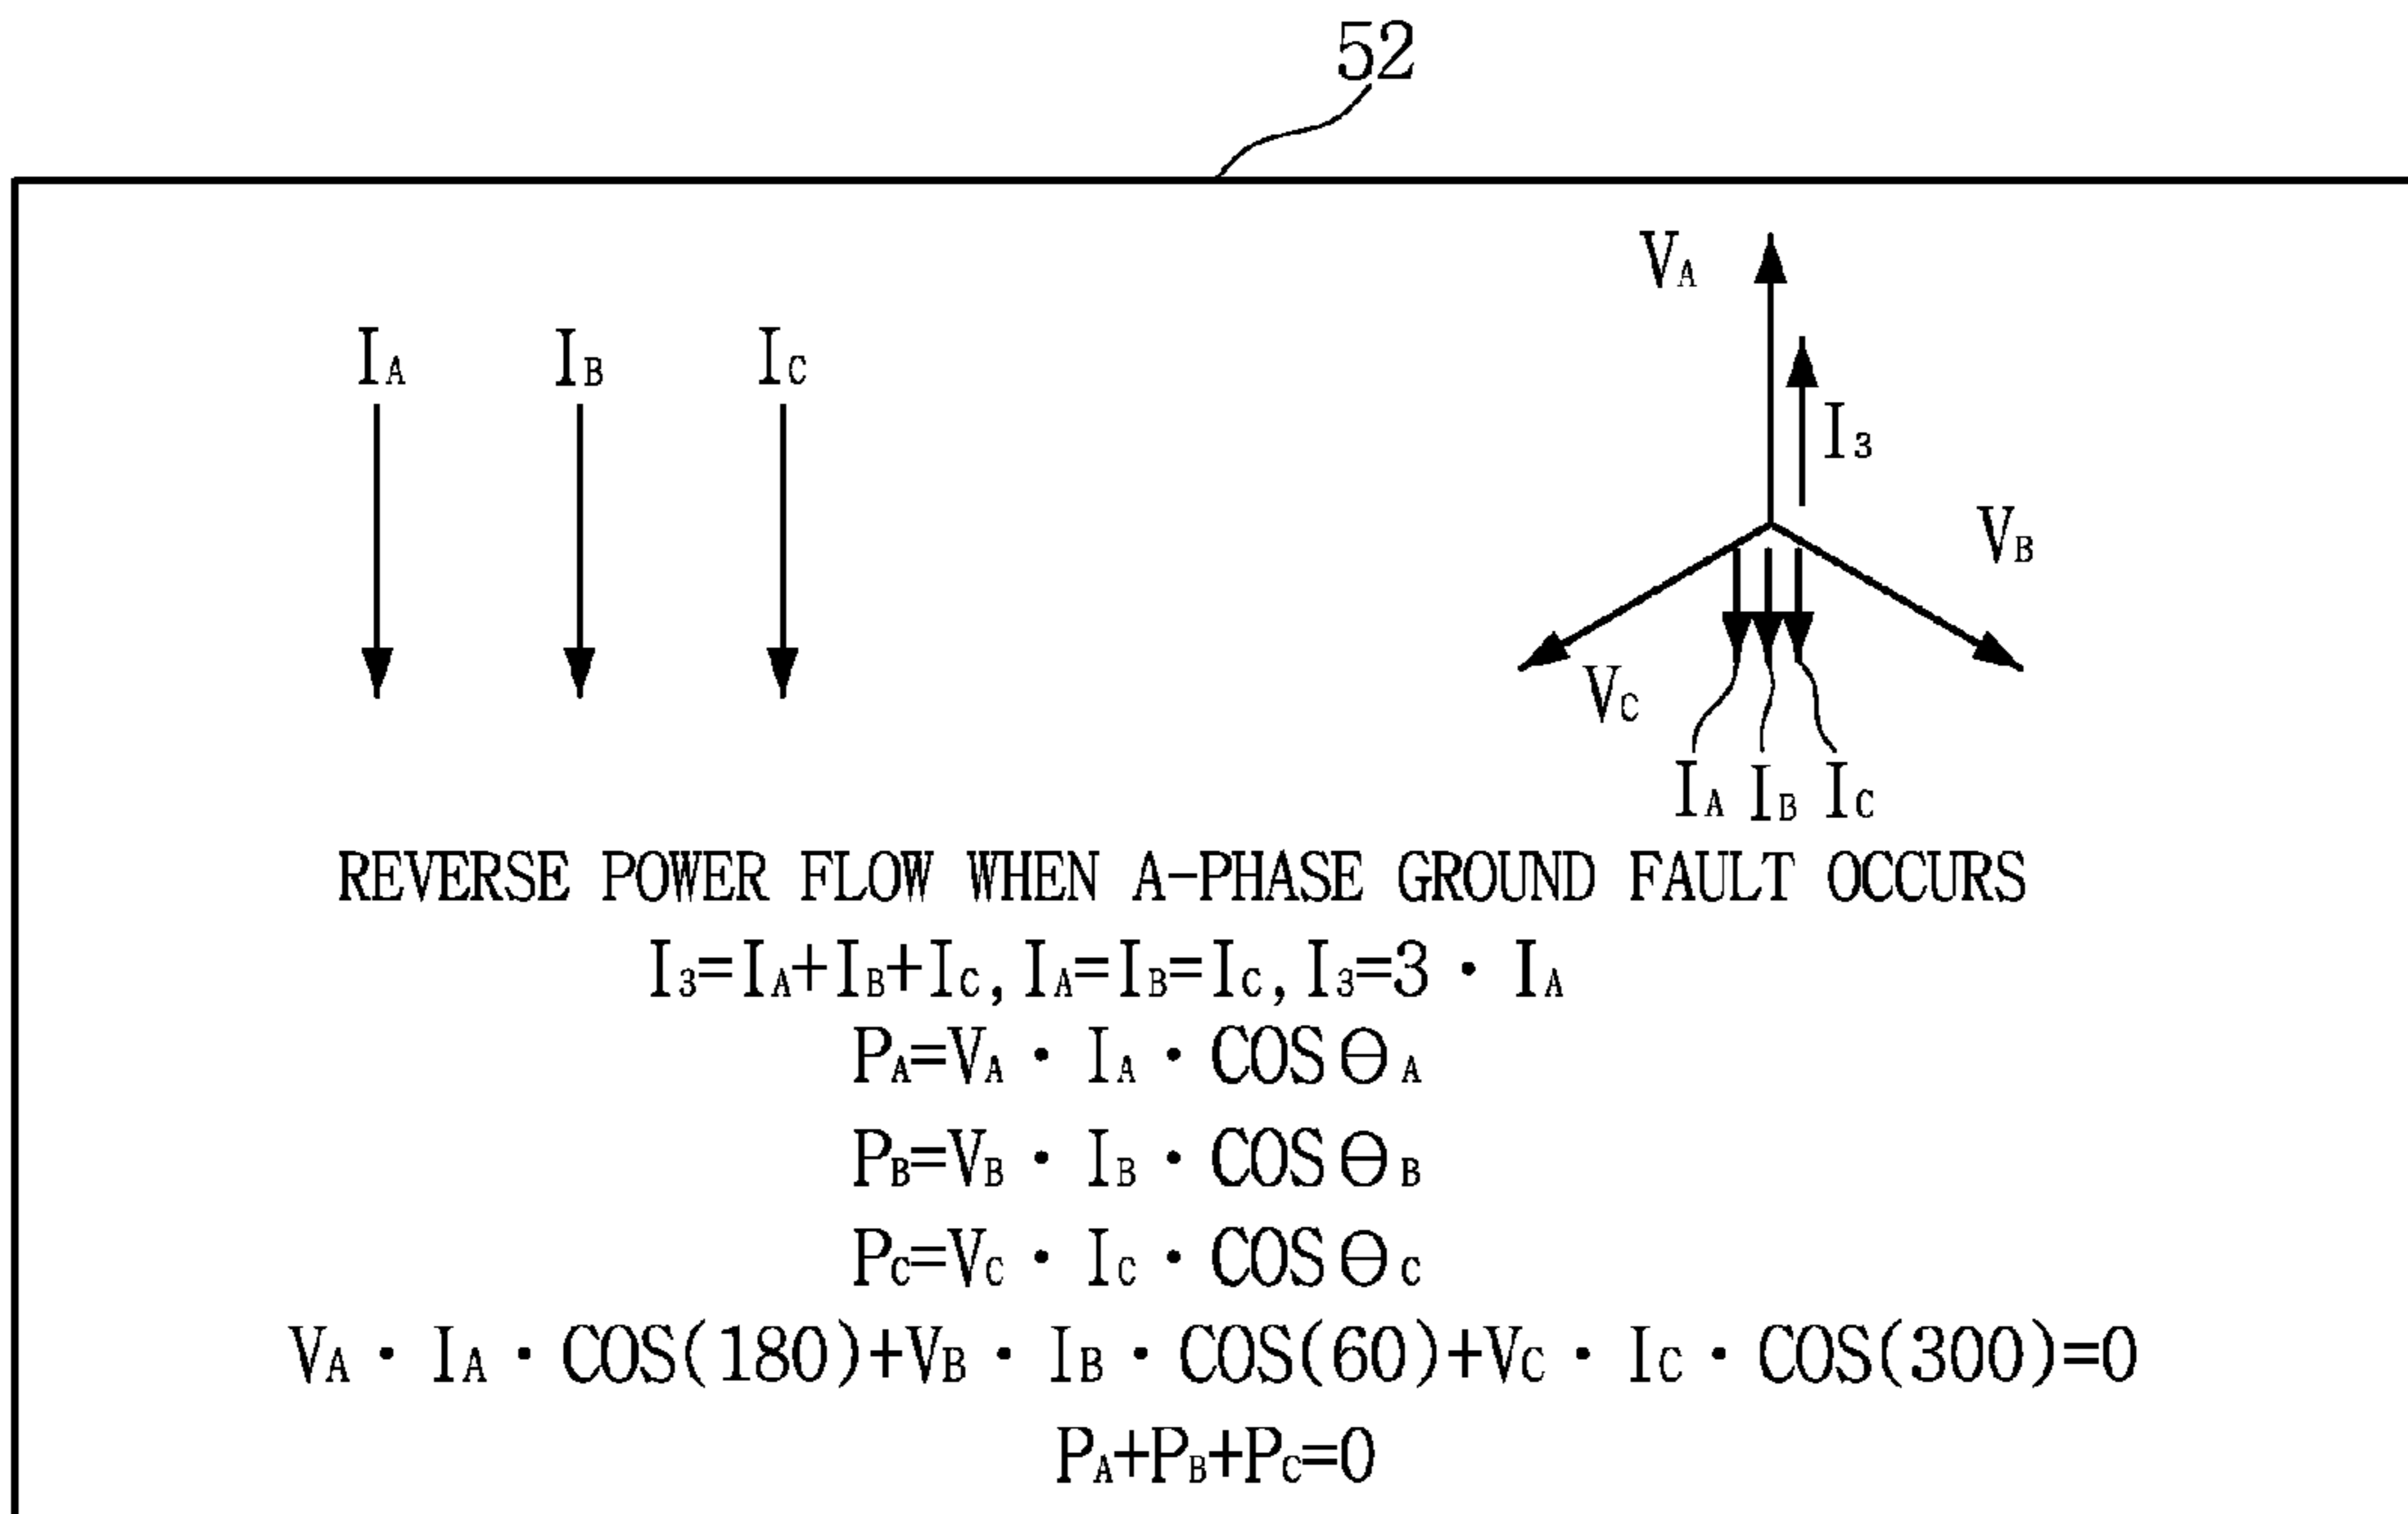 52
VA
IA IB IC
I3
VB
VC
IA IB IC
REVERSE POWER FLOW WHEN A-PHASE GROUND FAULT OCCURS
I3=IA+IB+IC, IA=IB=IC, I3=3 · IA
PA=VA · IA · COSΘA
PB=VB · IB · COSΘB
PC=VC · IC · COSΘC
VA · IA · COS(180)+VB · IB · COS(60)+VC · IC · COS(300)=0
PA+PB+PC=0